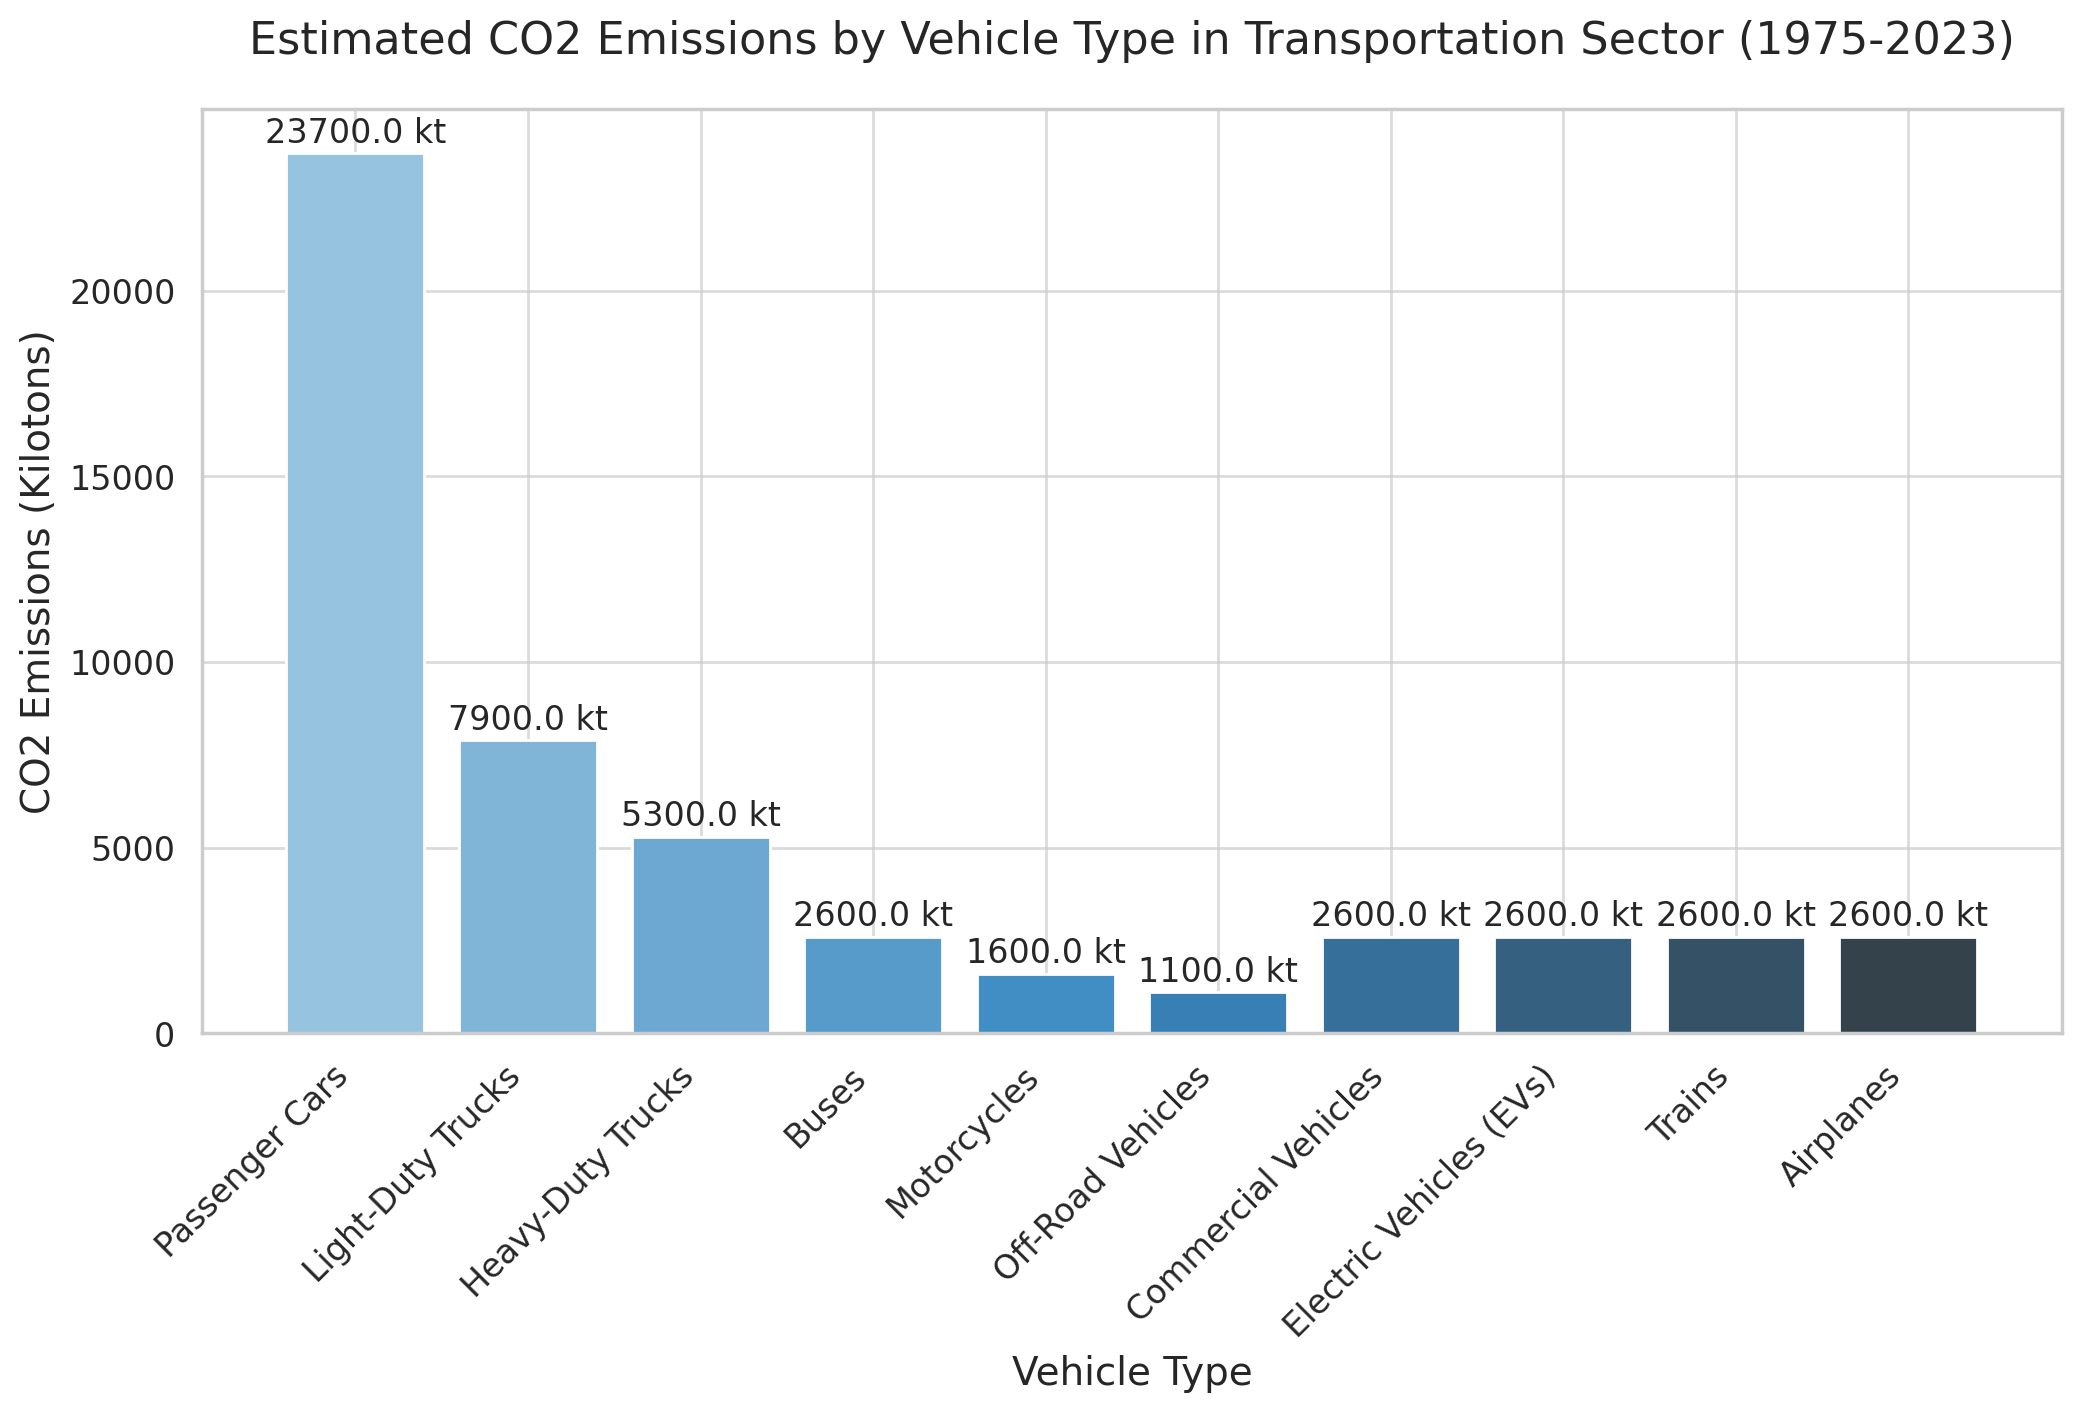 Estimated CO2 Emissions by Vehicle Type in Transportation Sector (1975-2023)
CO2 Emissions (Kilotons)
20000
15000
10000
5000
0
23700.0 kt
7900.0 kt
5300.0 kt
2600.0 kt
1600.0 kt
1100.0 kt
2600.0 kt
2600.0 kt
2600.0 kt
2600.0 kt
Passenger Cars
Light-Duty Trucks
Heavy-Duty Trucks
Buses
Motorcycles
Off-Road Vehicles
Commercial Vehicles
Electric Vehicles (EVs)
Trains
Airplanes
Vehicle Type